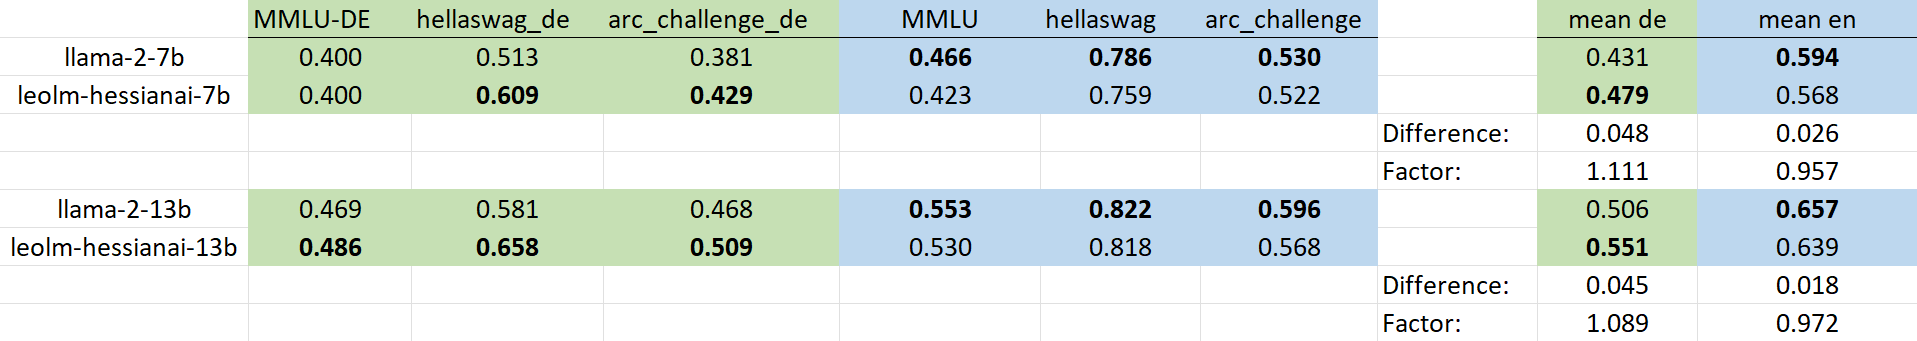 MMLU-DE hellaswag_de arc_challenge_de MMLU hellaswag arc_challenge mean de mean en
llama-2-7b 0.400 0.513 0.381 0.466 0.786 0.530 0.431 0.594
leolm-hessianai-7b 0.400 0.609 0.429 0.423 0.759 0.522 0.479 0.568
Difference: 0.048 0.026
Factor: 1.111 0.957
llama-2-13b 0.469 0.581 0.468 0.553 0.822 0.596 0.506 0.657
leolm-hessianai-13b 0.486 0.658 0.509 0.530 0.818 0.568 0.551 0.639
Difference: 0.045 0.018
Factor: 1.089 0.972